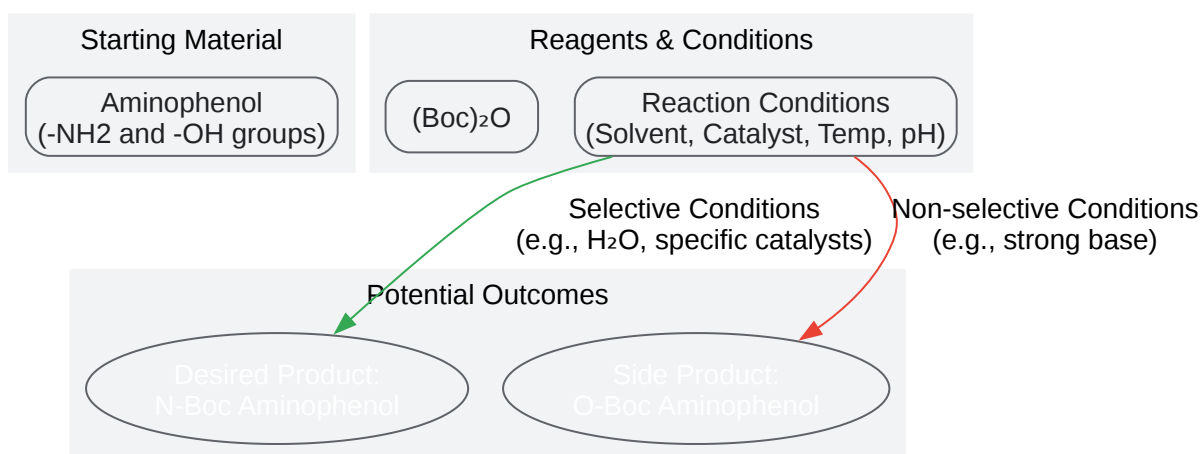 Starting Material
Aminophenol
(-NH2 and -OH groups)
Reagents & Conditions
(Boc)₂O
Reaction Conditions
(Solvent, Catalyst, Temp, pH)
Selective Conditions
(e.g., H₂O, specific catalysts)
Non-selective Conditions
(e.g., strong base)
Potential Outcomes
Desired Product:
N-Boc Aminophenol
Side Product:
O-Boc Aminophenol